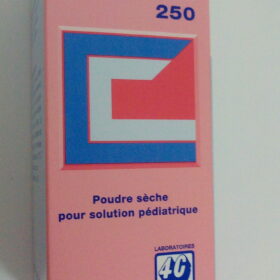 250
Poudre sèche
pour solution pédiatrique
LABORATOIRES
4C